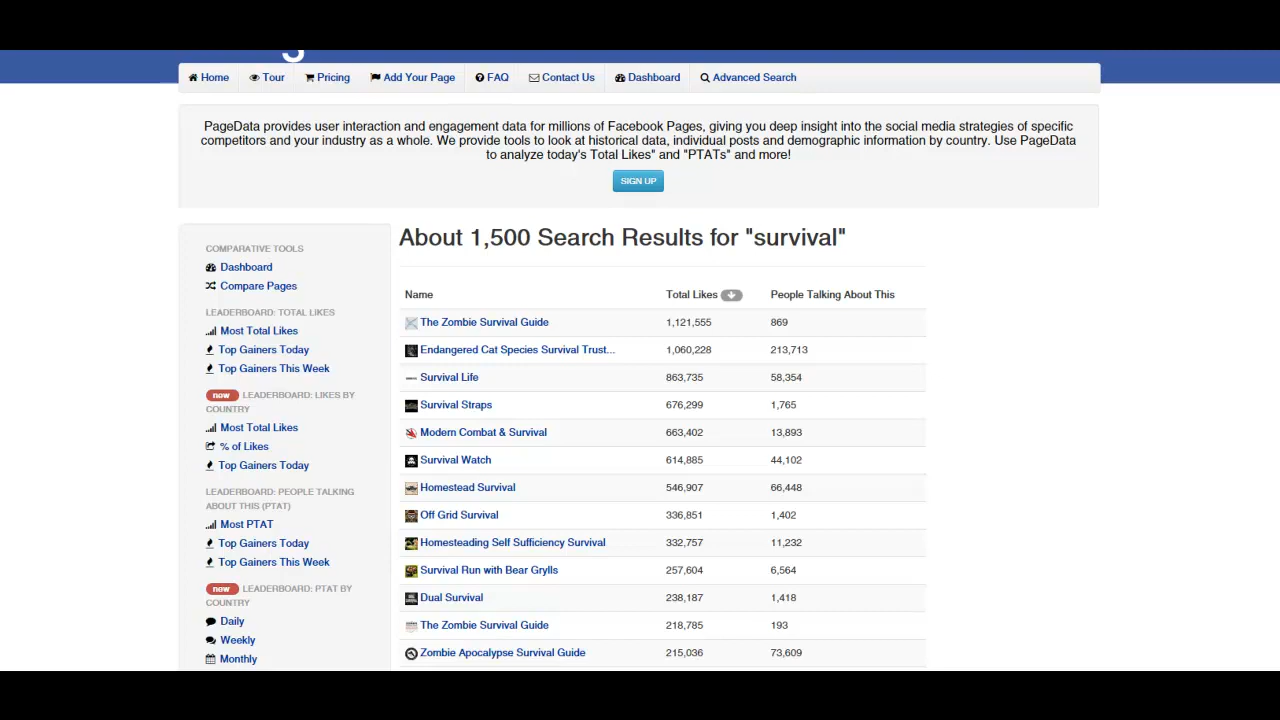 Home Tour Pricing Add Your Page FAQ Contact Us Dashboard Advanced Search
PageData provides user interaction and engagement data for millions of Facebook Pages, giving you deep insight into the social media strategies of specific
competitors and your industry as a whole. We provide tools to look at historical data, individual posts and demographic information by country. Use PageData
to analyze today's Total Likes" and "PTATs" and more!
SIGN UP
COMPARATIVE TOOLS
Dashboard
Compare Pages
LEADERBOARD: TOTAL LIKES
Most Total Likes
Top Gainers Today
Top Gainers This Week
new LEADERBOARD: LIKES BY
COUNTRY
Most Total Likes
% of Likes
Top Gainers Today
LEADERBOARD: PEOPLE TALKING
ABOUT THIS (PTAT)
Most PTAT
Top Gainers Today
Top Gainers This Week
new LEADERBOARD: PTAT BY
COUNTRY
Daily
Weekly
Monthly
About 1,500 Search Results for "survival"
Name Total Likes People Talking About This
The Zombie Survival Guide 1,121,555 869
Endangered Cat Species Survival Trust... 1,060,228 213,713
Survival Life 863,735 58,354
Survival Straps 676,299 1,765
Modern Combat & Survival 663,402 13,893
Survival Watch 614,885 44,102
Homestead Survival 546,907 66,448
Off Grid Survival 336,851 1,402
Homesteading Self Sufficiency Survival 332,757 11,232
Survival Run with Bear Grylls 257,604 6,564
Dual Survival 238,187 1,418
The Zombie Survival Guide 218,785 193
Zombie Apocalypse Survival Guide 215,036 73,609